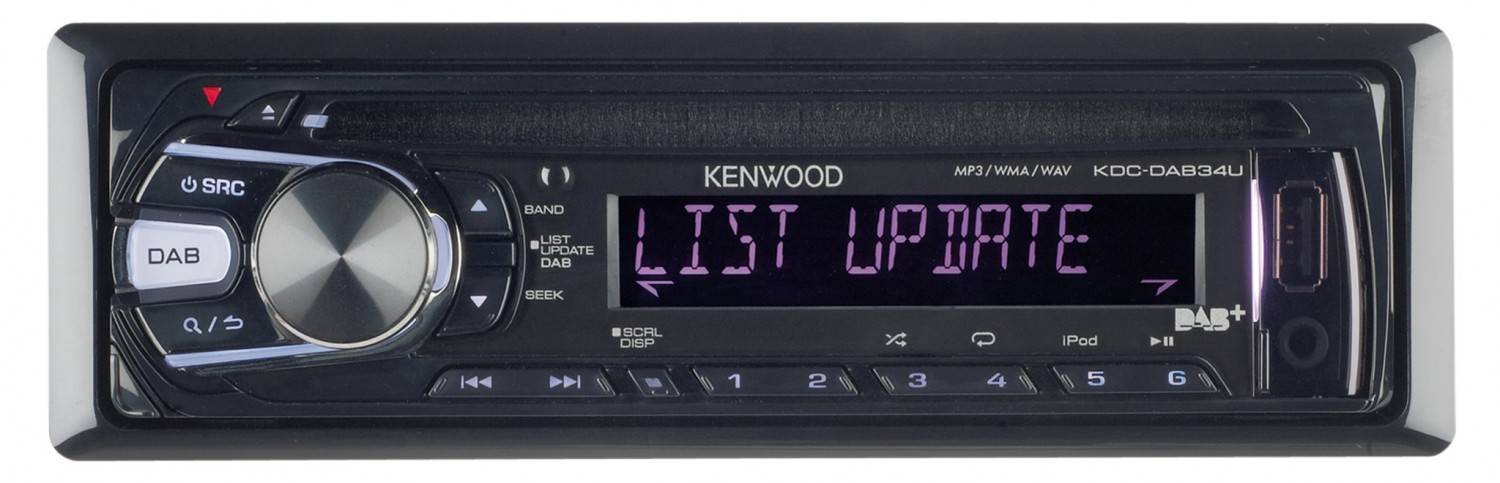 SRC
DAB
BAND
LIST
UPDATE
DAB
SEEK
KENWOOD
MP3/WMA/WAV
KDC-DAB34U
LIST UPDATE
DAB+
SCRL
DISP
iPod
1
2
3
4
5
6